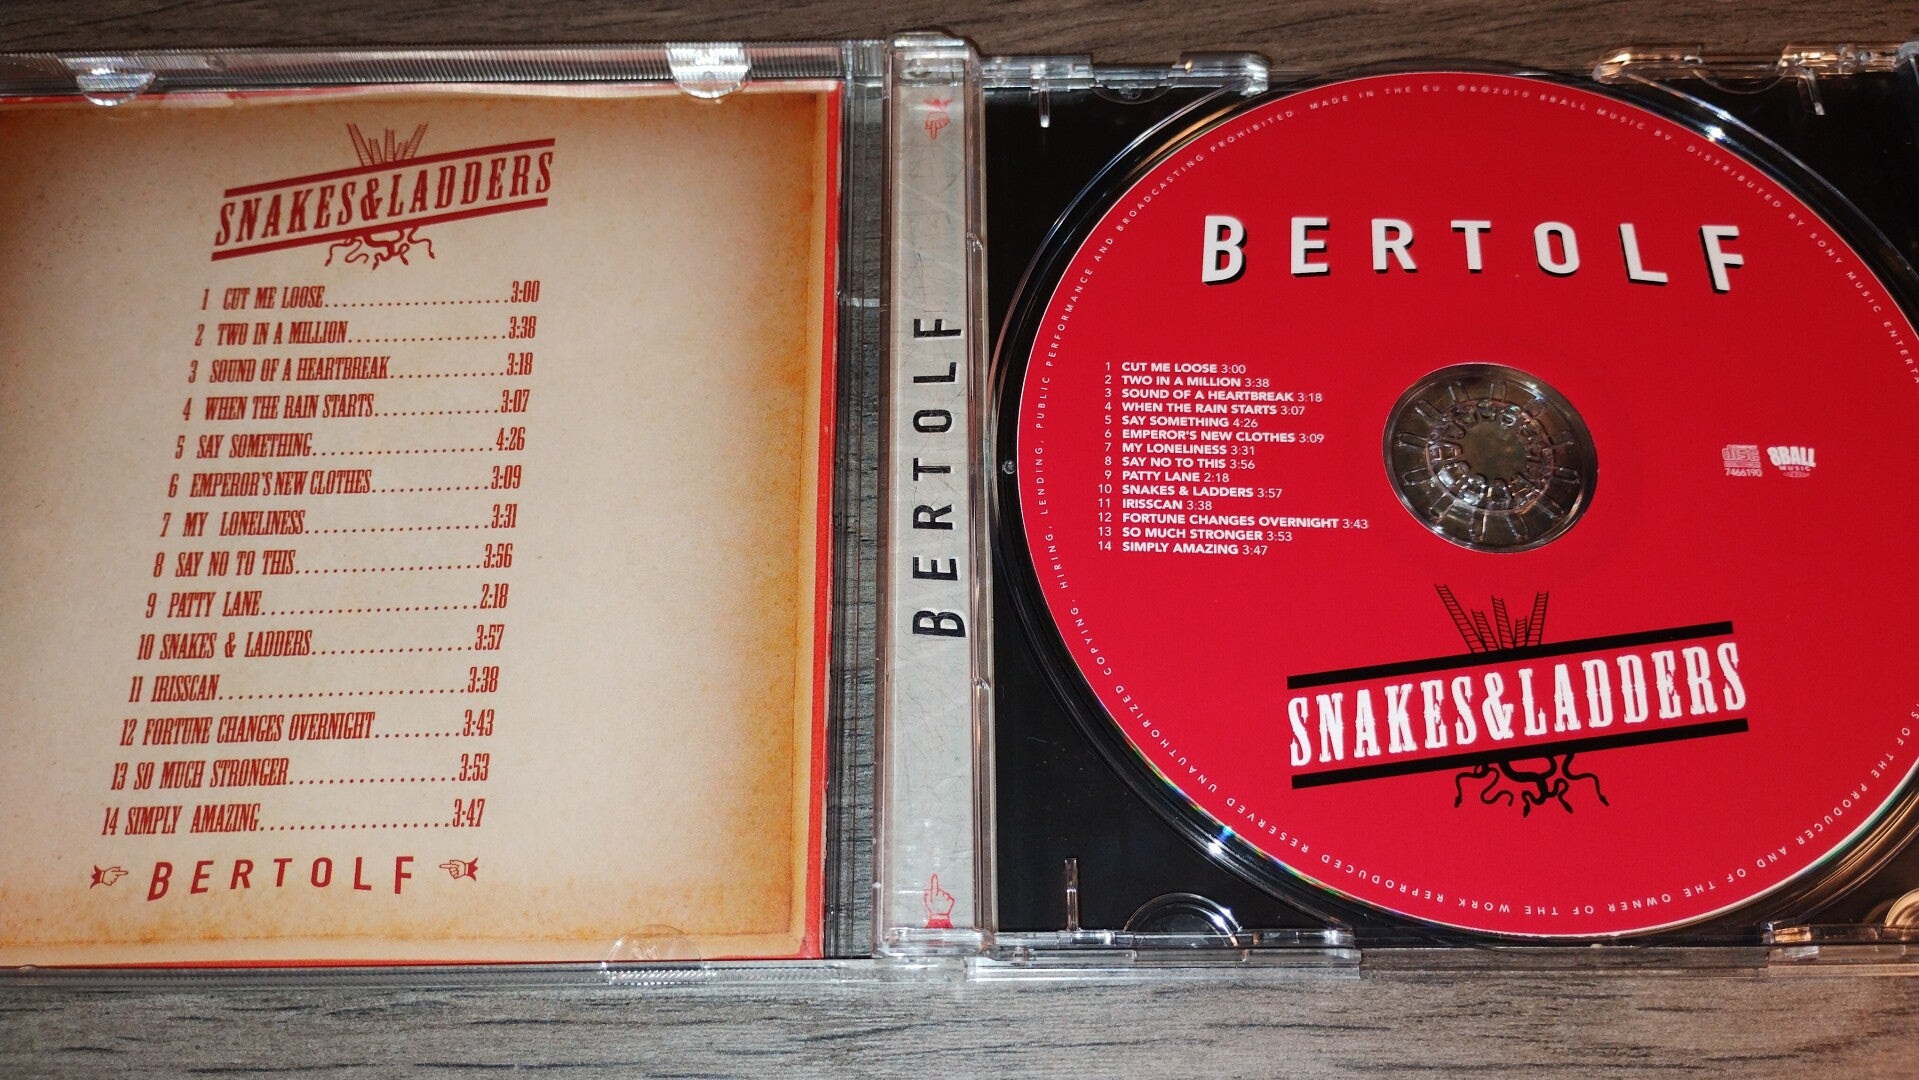 SNAKES&LADDERS
1 CUT ME LOOSE......................3:00
2 TWO IN A MILLION....................3:38
3 SOUND OF A HEARTBREAK..............3:18
4 WHEN THE RAIN STARTS...............3:07
5 SAY SOMETHING......................4:26
6 EMPEROR'S NEW CLOTHES..............3:09
7 MY LONELINESS......................3:31
8 SAY NO TO THIS......................3:56
9 PATTY LANE..........................2:18
10 SNAKES & LADDERS...................3:57
11 IRISSCAN.............................3:38
12 FORTUNE CHANGES OVERNIGHT.........3:43
13 SO MUCH STRONGER....................3:53
14 SIMPLY AMAZING......................3:47
BERTOLF
BERTOLF
BERTOLF
1 CUT ME LOOSE 3:00
2 TWO IN A MILLION 3:38
3 SOUND OF A HEARTBREAK 3:18
4 WHEN THE RAIN STARTS 3:07
5 SAY SOMETHING 4:26
6 EMPEROR'S NEW CLOTHES 3:09
7 MY LONELINESS 3:31
8 SAY NO TO THIS 3:56
9 PATTY LANE 2:18
10 SNAKES & LADDERS 3:57
11 IRISSCAN 3:38
12 FORTUNE CHANGES OVERNIGHT 3:43
13 SO MUCH STRONGER 3:53
14 SIMPLY AMAZING 3:47
disc
7466190
8BALL
MUSIC
SNAKES&LADDERS
OF THE PRODUCER AND OF THE OWNER OF THE WORK REPRODUCED RESERVED UNAUTHORIZED COPYING, HIRING, LENDING, PUBLIC PERFORMANCE AND BROADCASTING PROHIBITED. MADE IN THE EU. ℗&©2010 8BALL MUSIC BV. DISTRIBUTED BY SONY MUSIC